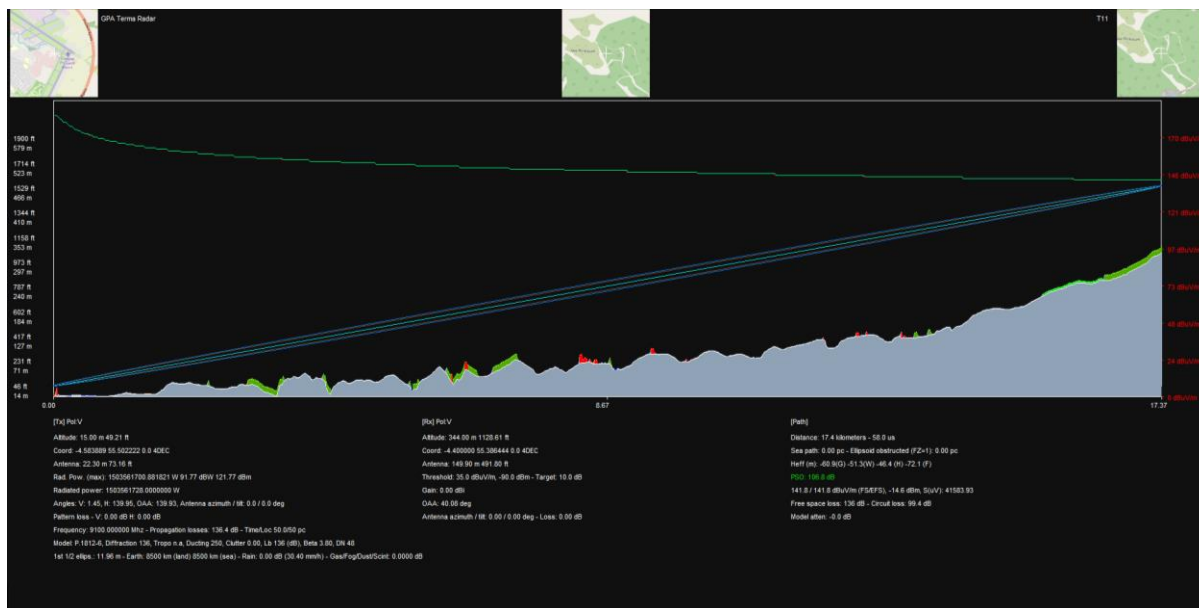 GPA Terma Radar
T11
1900 ft
579 m
1714 ft
523 m
1529 ft
466 m
1344 ft
410 m
1158 ft
353 m
973 ft
297 m
787 ft
240 m
602 ft
184 m
417 ft
127 m
231 ft
71 m
46 ft
14 m
170 dBuV/m
146 dBuV/m
121 dBuV/m
97 dBuV/m
73 dBuV/m
48 dBuV/m
24 dBuV/m
0 dBuV/m
0.00 8.67 17.37
[Tx] Pol:V
Altitude: 15.00 m 49.21 ft
Coord: -4.583889 55.502222 0.0 4DEC
Antenna: 22.30 m 73.16 ft
Rad. Pow. (max): 1503561700.881821 W 91.77 dBW 121.77 dBm
Radiated power: 1503561728.0000000 W
Angles: V: 1.45, H: 139.95, OAA: 139.93, Antenna azimuth / tilt: 0.0 / 0.0 deg
Pattern loss - V: 0.00 dB H: 0.00 dB
Frequency: 9100.000000 Mhz - Propagation losses: 136.4 dB - Time/Loc 50.0/50 pc
Model: P.1812-6, Diffraction 136, Tropo n.a, Ducting 250, Clutter 0.00, Lb 136 (dB), Beta 3.80, DN 48
1st 1/2 ellips.: 11.96 m - Earth: 8500 km (land) 8500 km (sea) - Rain: 0.00 dB (30.40 mm/h) - Gas/Fog/Dust/Scint: 0.0000 dB
[Rx] Pol:V
Altitude: 344.00 m 1128.61 ft
Coord: -4.400000 55.386444 0.0 4DEC
Antenna: 149.90 m 491.80 ft
Threshold: 35.0 dBuV/m, -90.0 dBm - Target: 10.0 dB
Gain: 0.00 dBi
OAA: 40.08 deg
Antenna azimuth / tilt: 0.00 / 0.00 deg - Loss: 0.00 dB
[Path]
Distance: 17.4 kilometers - 58.0 us
Sea path: 0.00 pc - Ellipsoid obstructed (FZ=1): 0.00 pc
Heff (m): -60.9(G) -51.3(W) -46.4 (H) -72.1 (F)
PSO: 106.8 dB
141.8 / 141.8 dBuV/m (FS/EFS), -14.6 dBm, S(uV): 41583.93
Free space loss: 136 dB - Circuit loss: 99.4 dB
Model atten: -0.0 dB